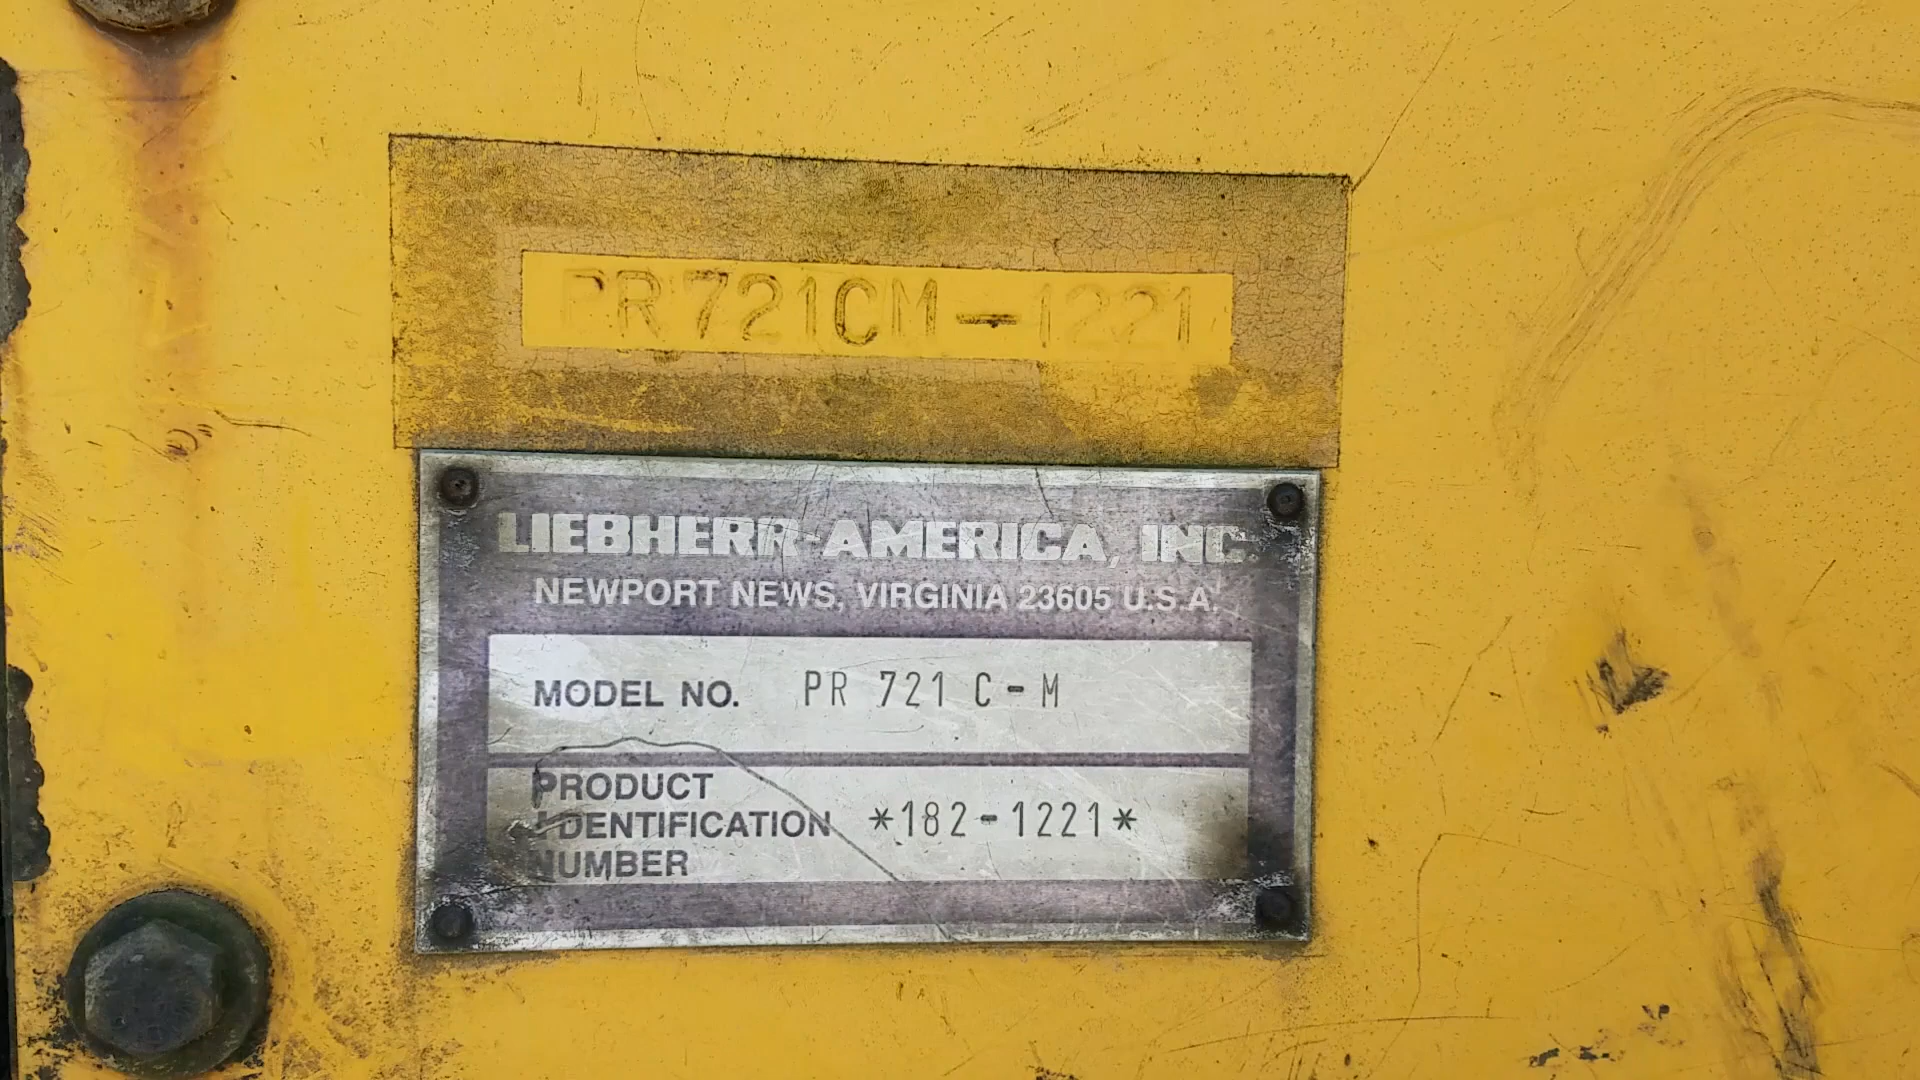 PR721CM-1221
LIEBHERR-AMERICA, INC.
NEWPORT NEWS, VIRGINIA 23605 U.S.A.
MODEL NO. PR 721 C-M
PRODUCT
IDENTIFICATION *182-1221*
NUMBER